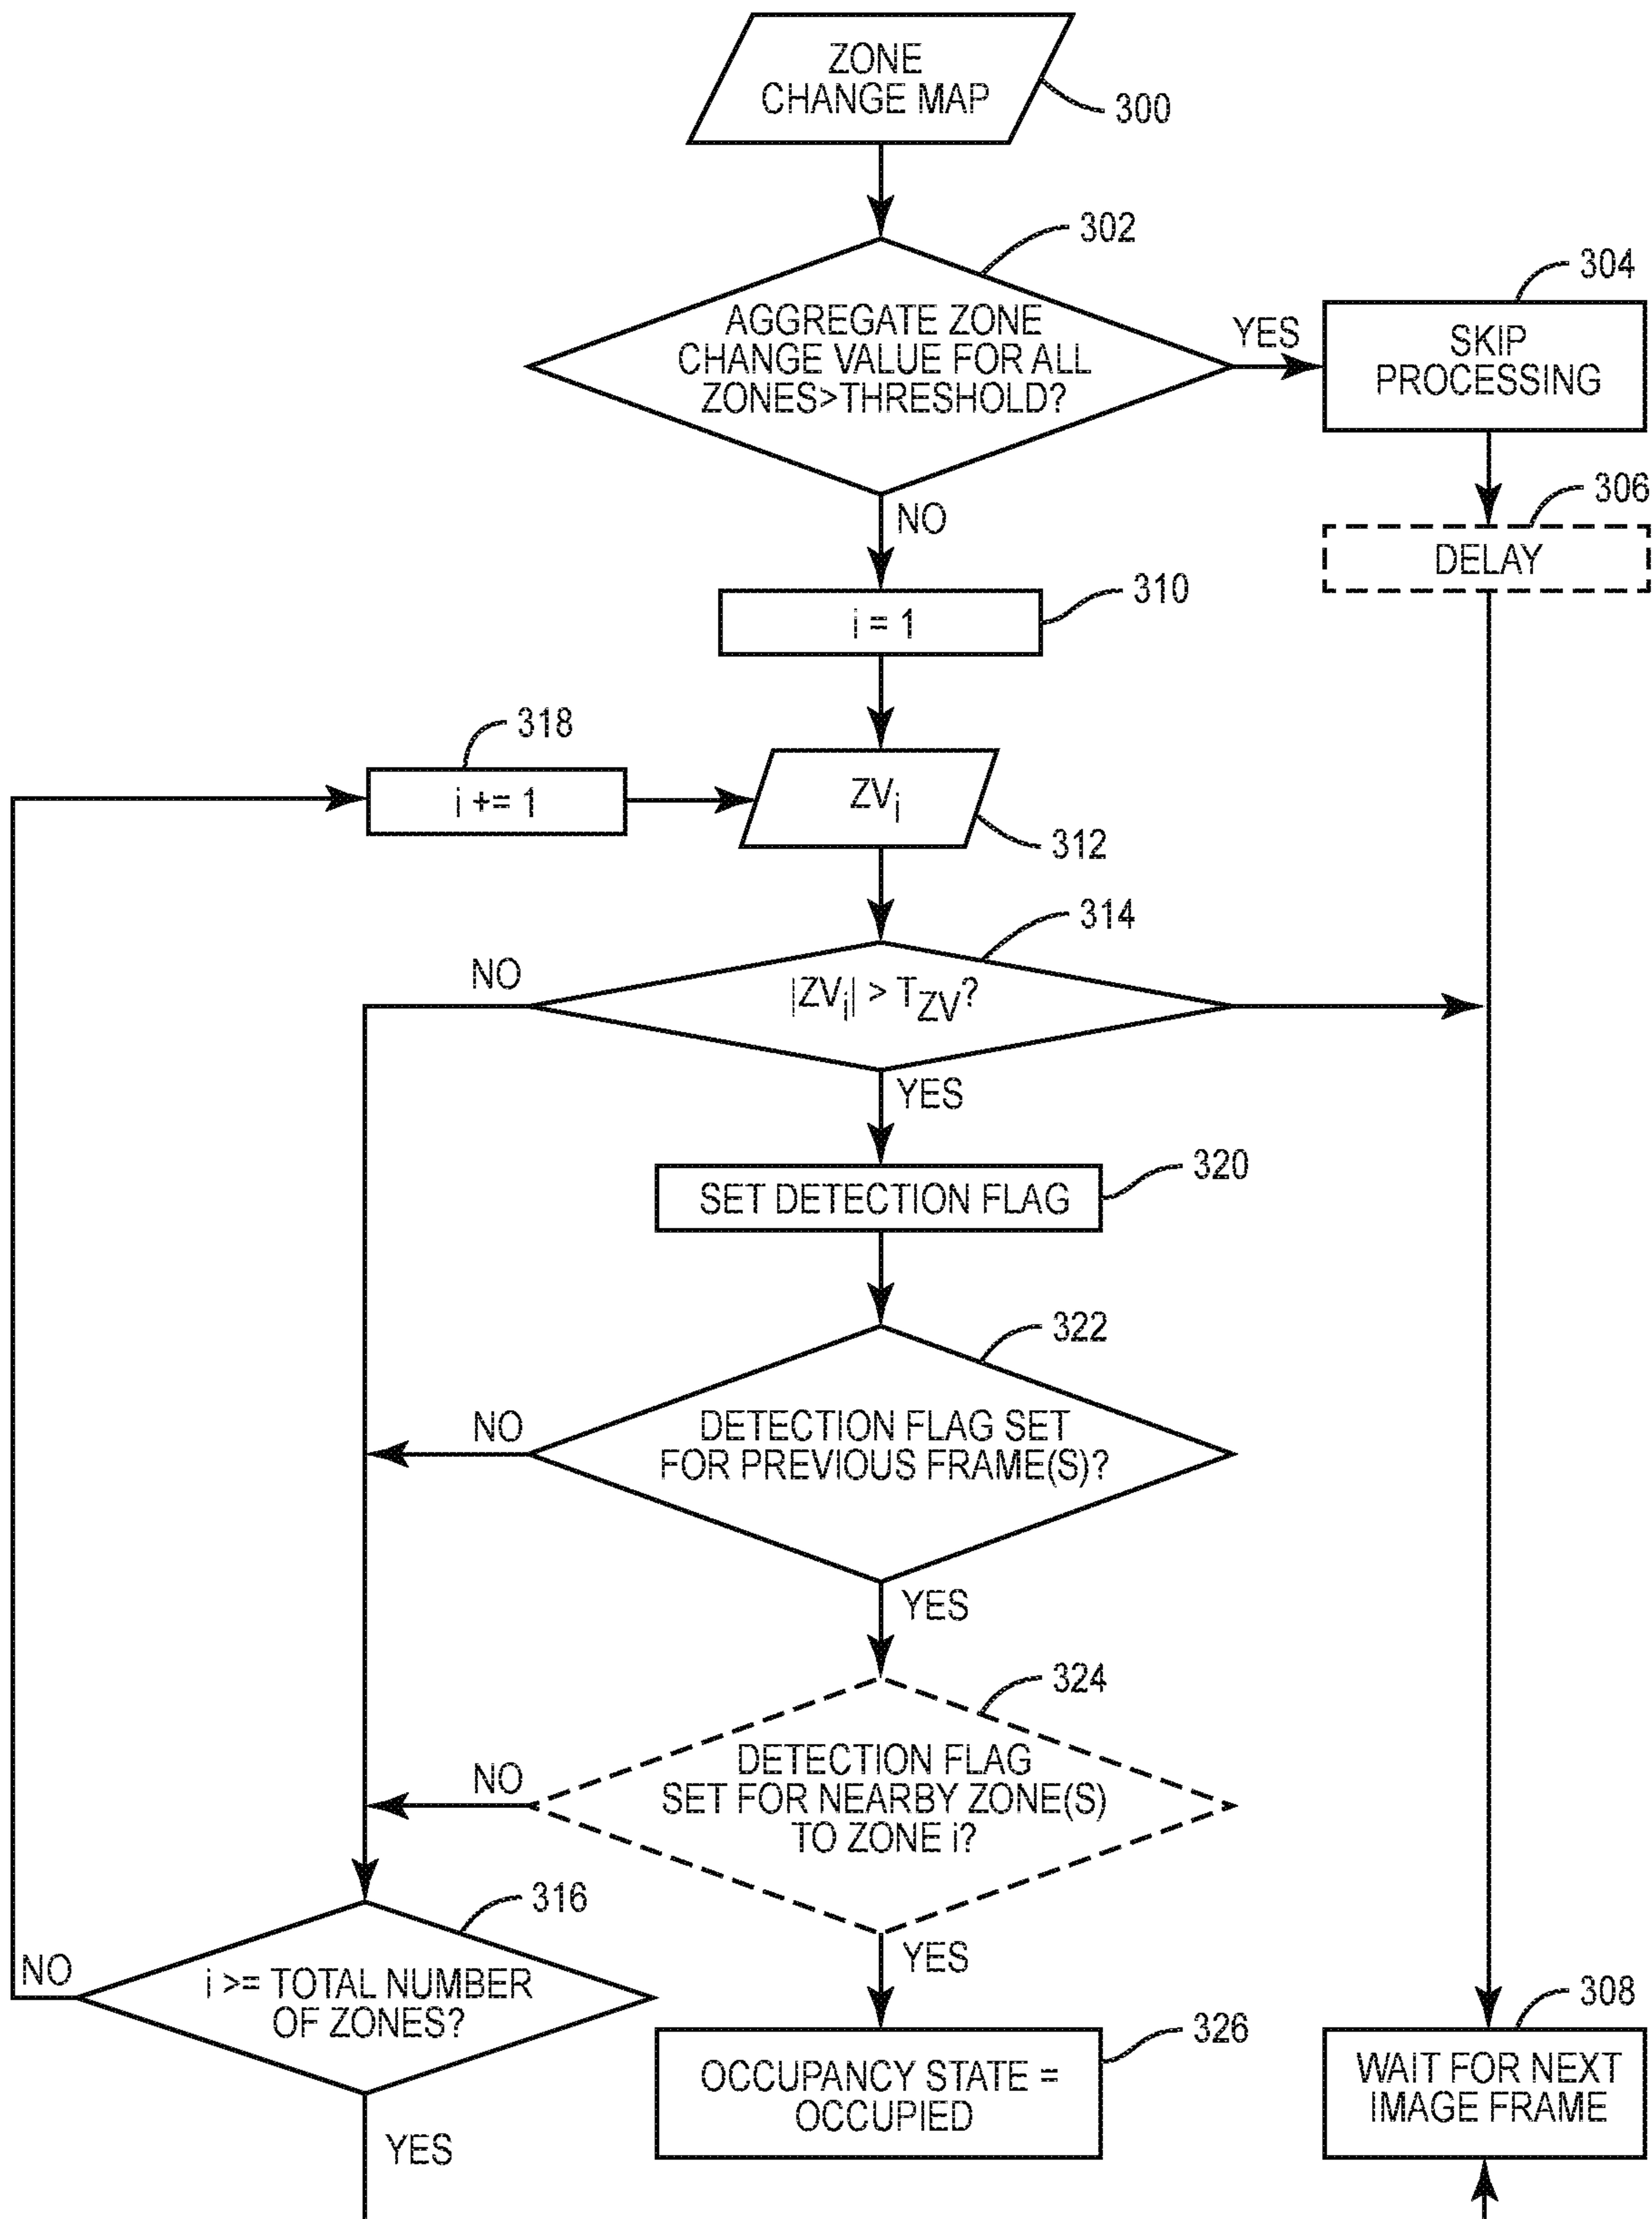 ZONE
CHANGE MAP
300
302
304
AGGREGATE ZONE
CHANGE VALUE FOR ALL
ZONES>THRESHOLD?
YES
SKIP
PROCESSING
306
NO
DELAY
310
i = 1
318
i += 1
ZVi
312
314
NO
|ZVi| > TZV?
YES
320
SET DETECTION FLAG
322
NO
DETECTION FLAG SET
FOR PREVIOUS FRAME(S)?
YES
324
NO
DETECTION FLAG
SET FOR NEARBY ZONE(S)
TO ZONE i?
316
YES
NO
i >= TOTAL NUMBER
OF ZONES?
308
326
OCCUPANCY STATE =
OCCUPIED
WAIT FOR NEXT
IMAGE FRAME
YES